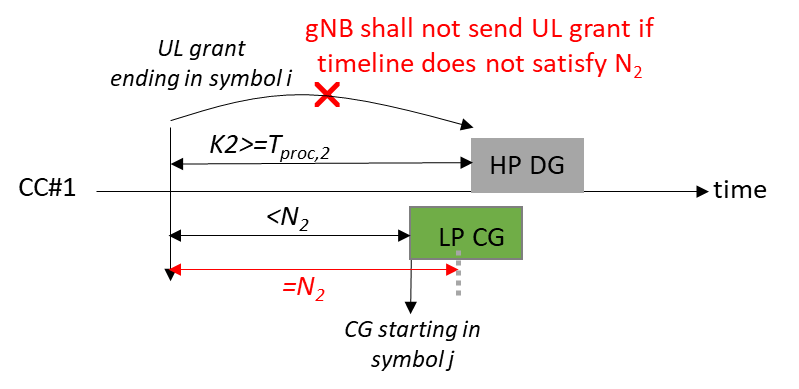 gNB shall not send UL grant if
timeline does not satisfy N₂
UL grant
ending in symbol i
K2>=Tproc,2
HP DG
CC#1
time
<N₂
LP CG
=N₂
CG starting in
symbol j